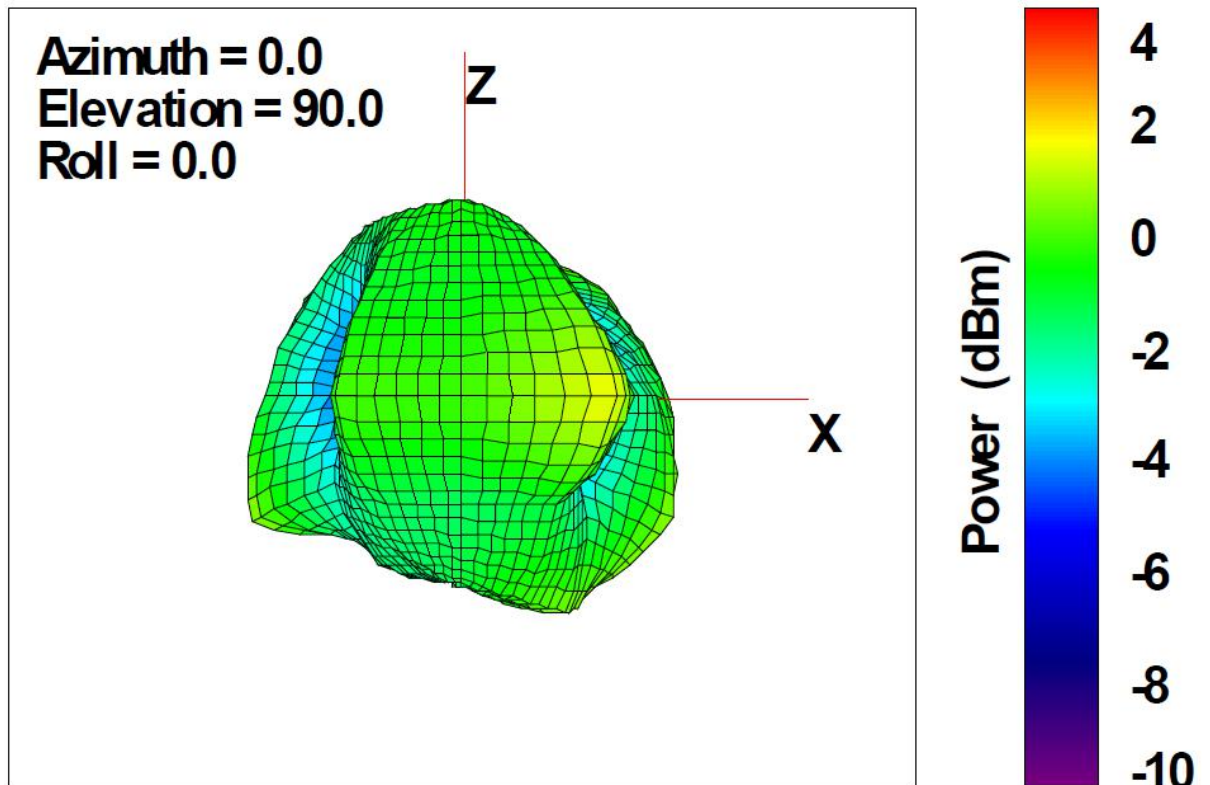 Azimuth = 0.0
Elevation = 90.0
Roll = 0.0
Z
X
Power (dBm)
4
2
0
-2
-4
-6
-8
-10